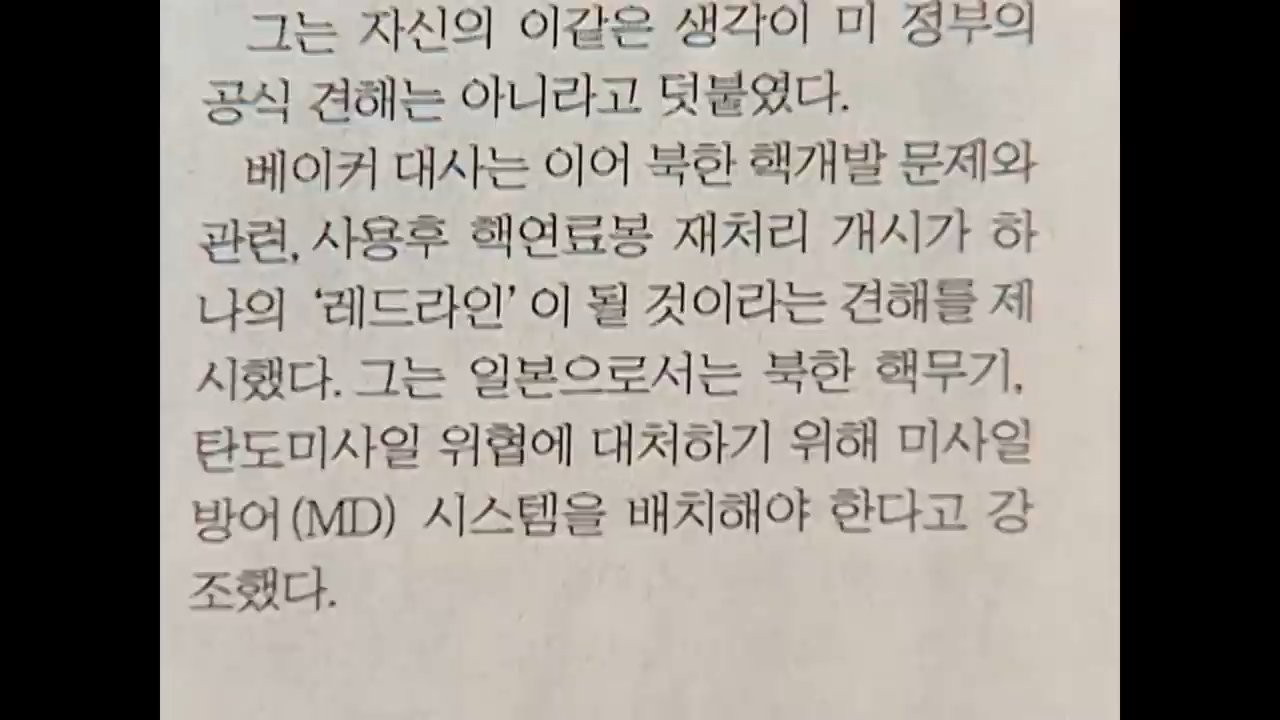 그는 자신의 이같은 생각이 미 정부의
공식 견해는 아니라고 덧붙였다.
베이커 대사는 이어 북한 핵개발 문제와
관련, 사용후 핵연료봉 재처리 개시가 하
나의 ‘레드라인’이 될 것이라는 견해를 제
시했다. 그는 일본으로서는 북한 핵무기,
탄도미사일 위협에 대처하기 위해 미사일
방어(MD) 시스템을 배치해야 한다고 강
조했다.